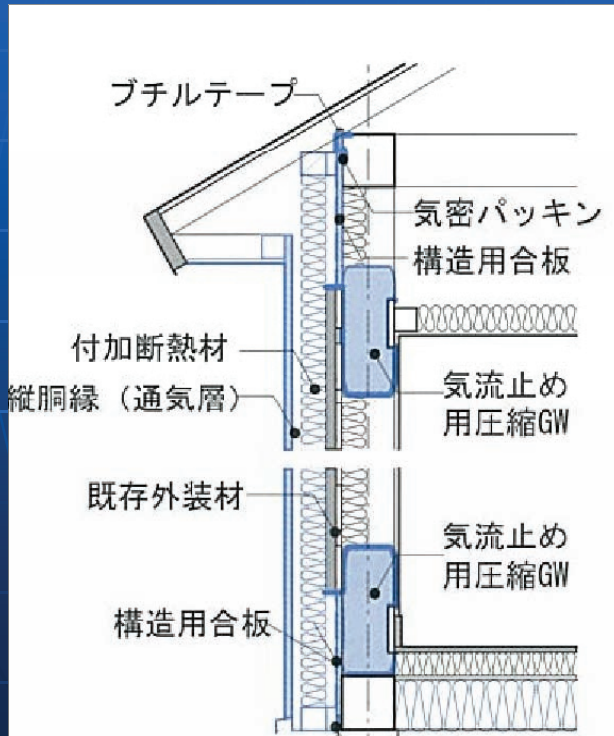 ブチルテープ
気密パッキン
構造用合板
付加断熱材
縦胴縁（通気層）
気流止め
用圧縮GW
既存外装材
気流止め
用圧縮GW
構造用合板